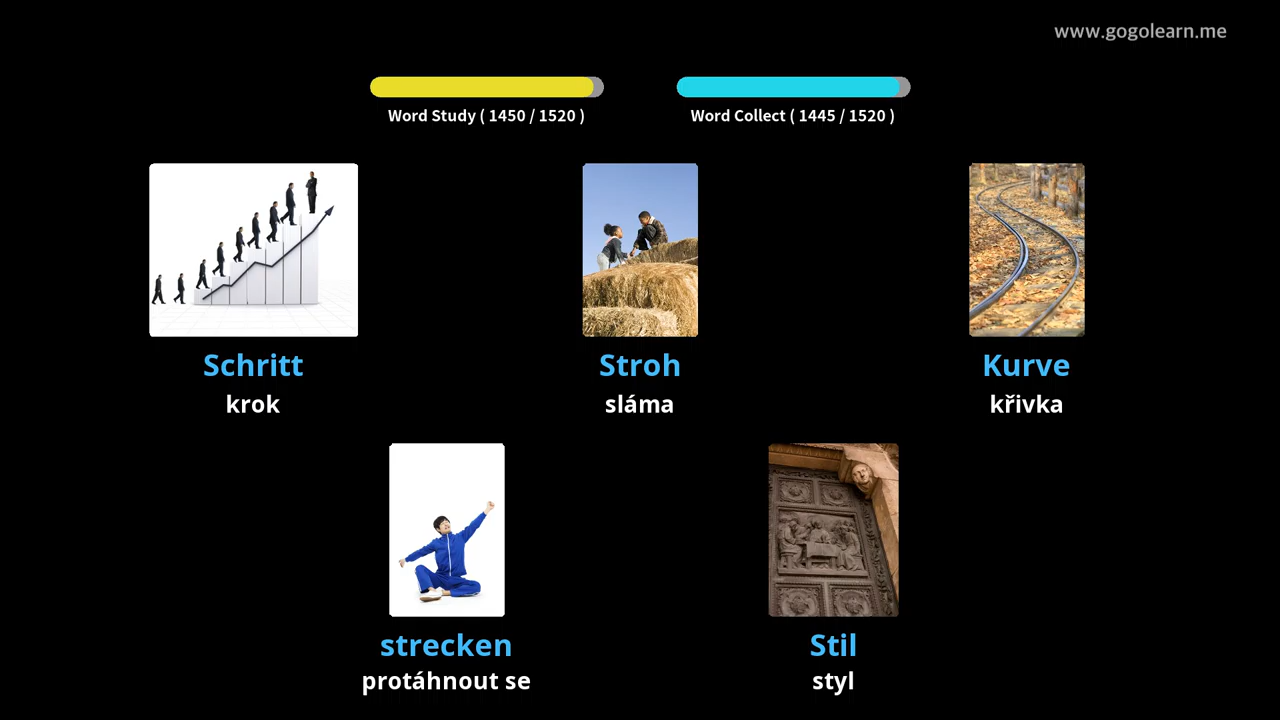 www.gogolearn.me
Word Study ( 1450 / 1520 )
Word Collect ( 1445 / 1520 )
Schritt
krok
Stroh
sláma
Kurve
křivka
strecken
protáhnout se
Stil
styl